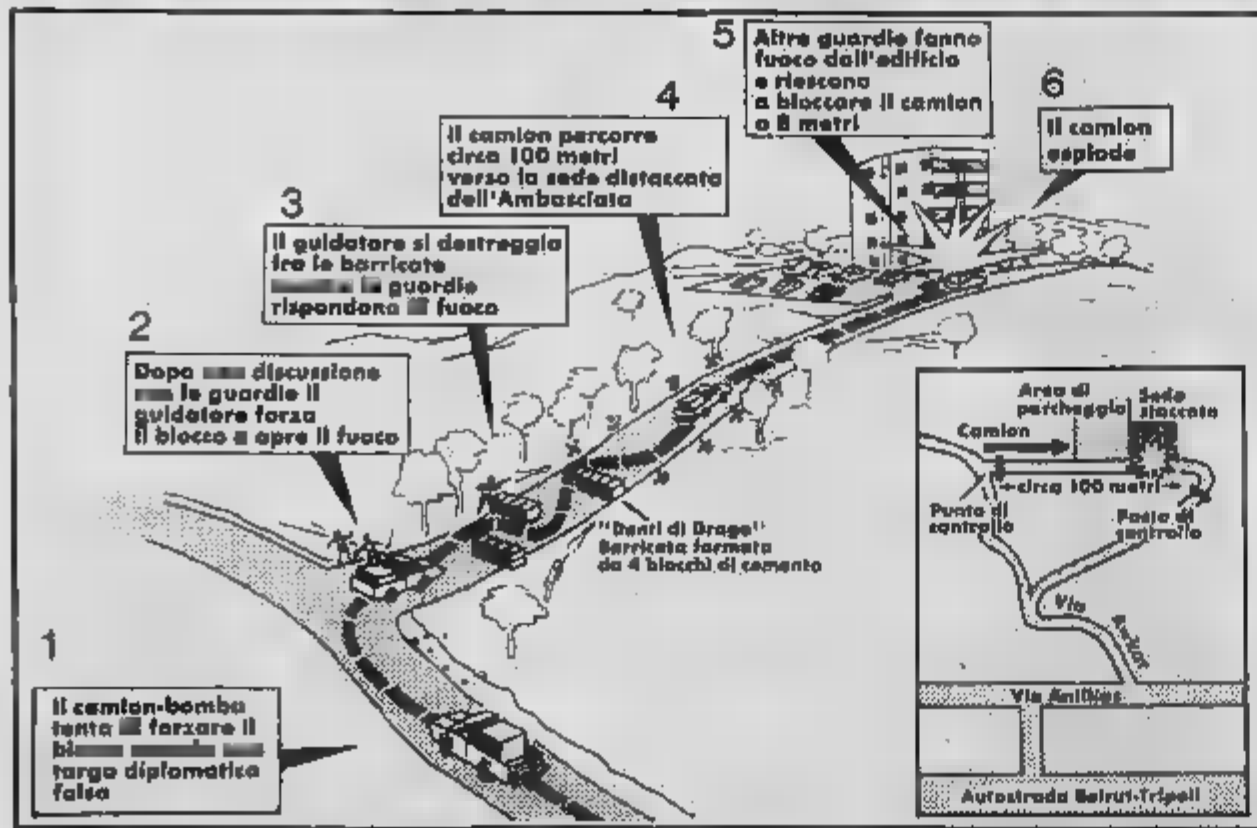 1
Il camion-bomba
tenta forzare il
targa diplomatica
falsa
2
Dopo discussione
le guardie il
guidatore forza
il blocco e apre il fuoco
3
Il guidatore si destreggia
fra le barricate
le guardie
rispondono fuoco
4
Il camion percorre
circa 100 metri
verso la sede distaccata
dell'Ambasciata
5
Altre guardie fanno
fuoco dall'edificio
e riescono
a bloccare il camion
a 8 metri
6
Il camion
esplode
"Denti di Drago"
Barricata formata
da 4 blocchi di cemento
Area di
parcheggio
Sede
staccata
Camion
circa 100 metri
Punto di
controllo
Posto di
controllo
Via
Via
Autostrada Beirut-Tripoli